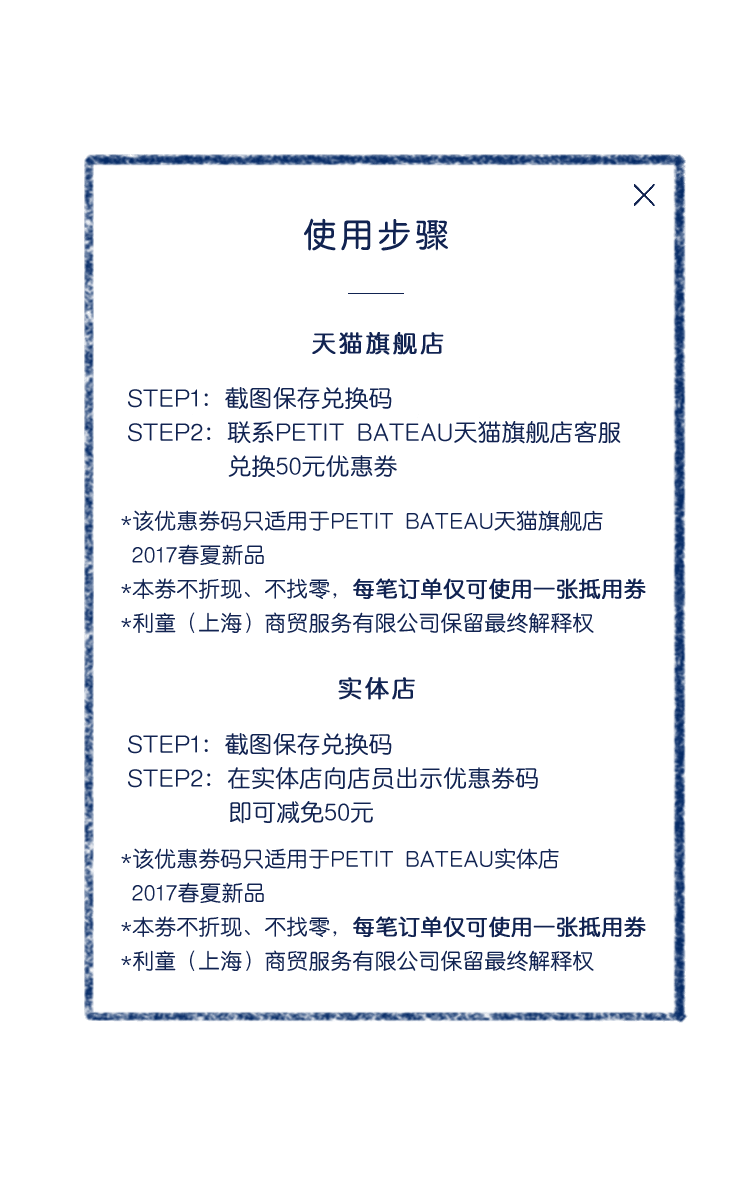 使用步骤
天猫旗舰店
STEP1：截图保存兑换码
STEP2：联系PETIT BATEAU天猫旗舰店客服
兑换50元优惠券
*该优惠券码只适用于PETIT BATEAU天猫旗舰店
2017春夏新品
*本券不折现、不找零，每笔订单仅可使用一张抵用券
*利童（上海）商贸服务有限公司保留最终解释权
实体店
STEP1：截图保存兑换码
STEP2：在实体店向店员出示优惠券码
即可减免50元
*该优惠券码只适用于PETIT BATEAU实体店
2017春夏新品
*本券不折现、不找零，每笔订单仅可使用一张抵用券
*利童（上海）商贸服务有限公司保留最终解释权